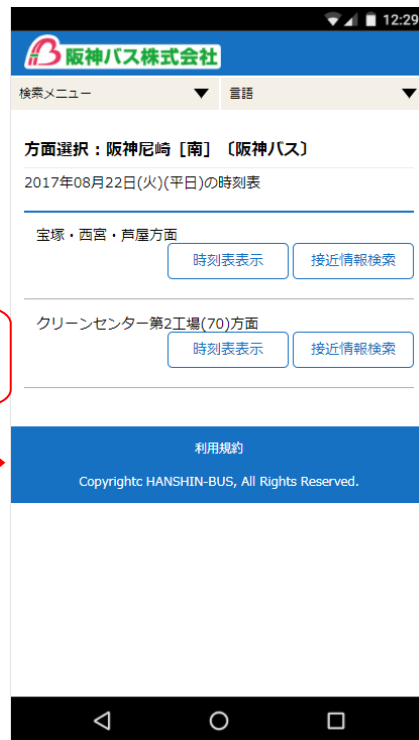 12:29
阪神バス株式会社
検索メニュー ▼ 言語 ▼
方面選択：阪神尼崎［南］〔阪神バス〕
2017年08月22日(火)(平日)の時刻表
宝塚・西宮・芦屋方面
時刻表表示 接近情報検索
クリーンセンター第2工場(70)方面
時刻表表示 接近情報検索
利用規約
Copyrightc HANSHIN-BUS, All Rights Reserved.